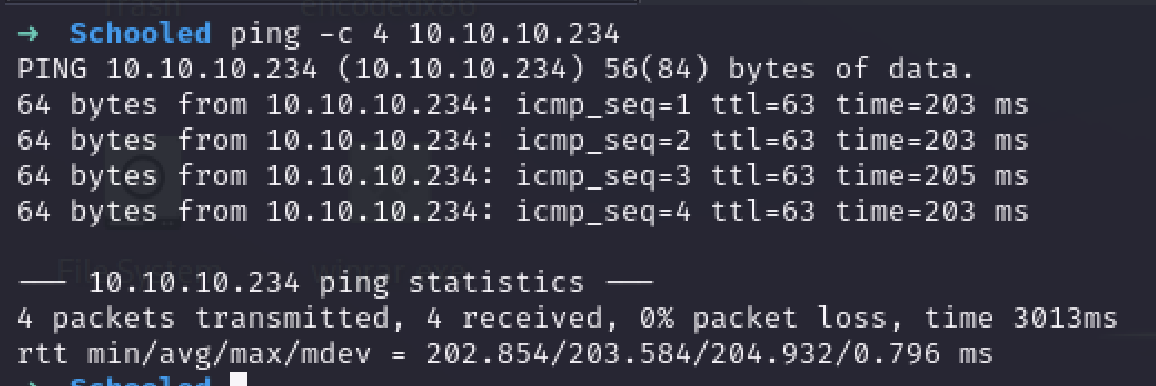 Trash encodedx86
→ Schooled ping -c 4 10.10.10.234
PING 10.10.10.234 (10.10.10.234) 56(84) bytes of data.
64 bytes from 10.10.10.234: icmp_seq=1 ttl=63 time=203 ms
64 bytes from 10.10.10.234: icmp_seq=2 ttl=63 time=203 ms
64 bytes from 10.10.10.234: icmp_seq=3 ttl=63 time=205 ms
64 bytes from 10.10.10.234: icmp_seq=4 ttl=63 time=203 ms
File System winrar.exe
--- 10.10.10.234 ping statistics ---
4 packets transmitted, 4 received, 0% packet loss, time 3013ms
rtt min/avg/max/mdev = 202.854/203.584/204.932/0.796 ms
→ Schooled